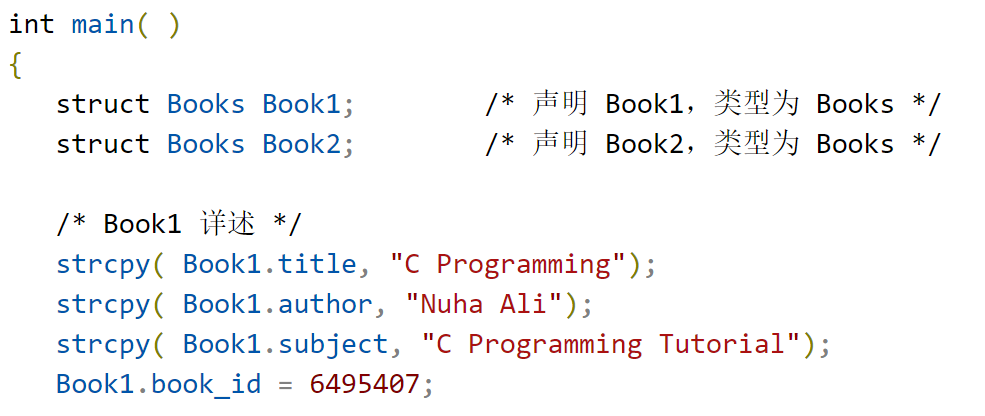 int main( )
{
struct Books Book1;        /* 声明 Book1，类型为 Books */
struct Books Book2;        /* 声明 Book2，类型为 Books */
/* Book1 详述 */
strcpy( Book1.title, "C Programming");
strcpy( Book1.author, "Nuha Ali");
strcpy( Book1.subject, "C Programming Tutorial");
Book1.book_id = 6495407;